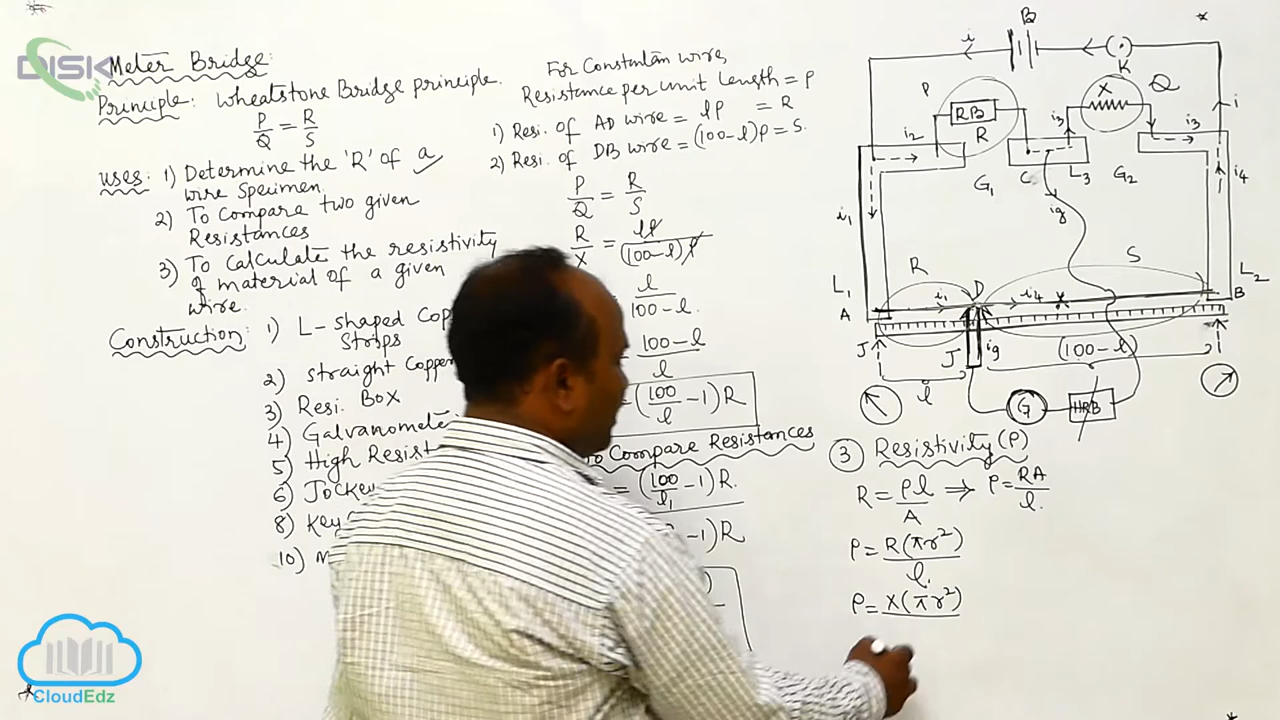 DISK
Meter Bridge:
Principle: Wheatstone Bridge principle.
P/Q = R/S
uses: 1) Determine the 'R' of a
wire Specimen.
2) To compare two given
Resistances
3) To Calculate the resistivity
of material of a given
wire.
Construction: 1) L-shaped Cop
Storps
2) straight Copper
3) Resi. Box
4) Galvanomete
5) High Resist
6) Jockey
8) Key
10) M
For Constantan wire,
Resistance per unit Length = ρ
1) Resi. of AD wire = lρ = R
2) Resi. of DB wire = (100-l)ρ = S.
P/Q = R/S
R/X = lρ/(100-l)ρ
l/100-l.
100-l/l
= (100/l -1) R
To Compare Resistances
= (100/l₁ -1) R.
-1) R
B
i
K
*
P
RB
R
i₂
X
Q
i₃
i₃
i
G₁
C
L₃
G₂
i₄
i₁
ig
R
S
L₁
L₂
A
i₁
D
i₄
B
J
J
ig
(100-l)
l
G
HRB
3 Resistivity (ρ)
R = ρl/A ⇒ ρ = RA/l.
ρ = R(πr²)/l.
ρ = X(πr²)
CloudEdz